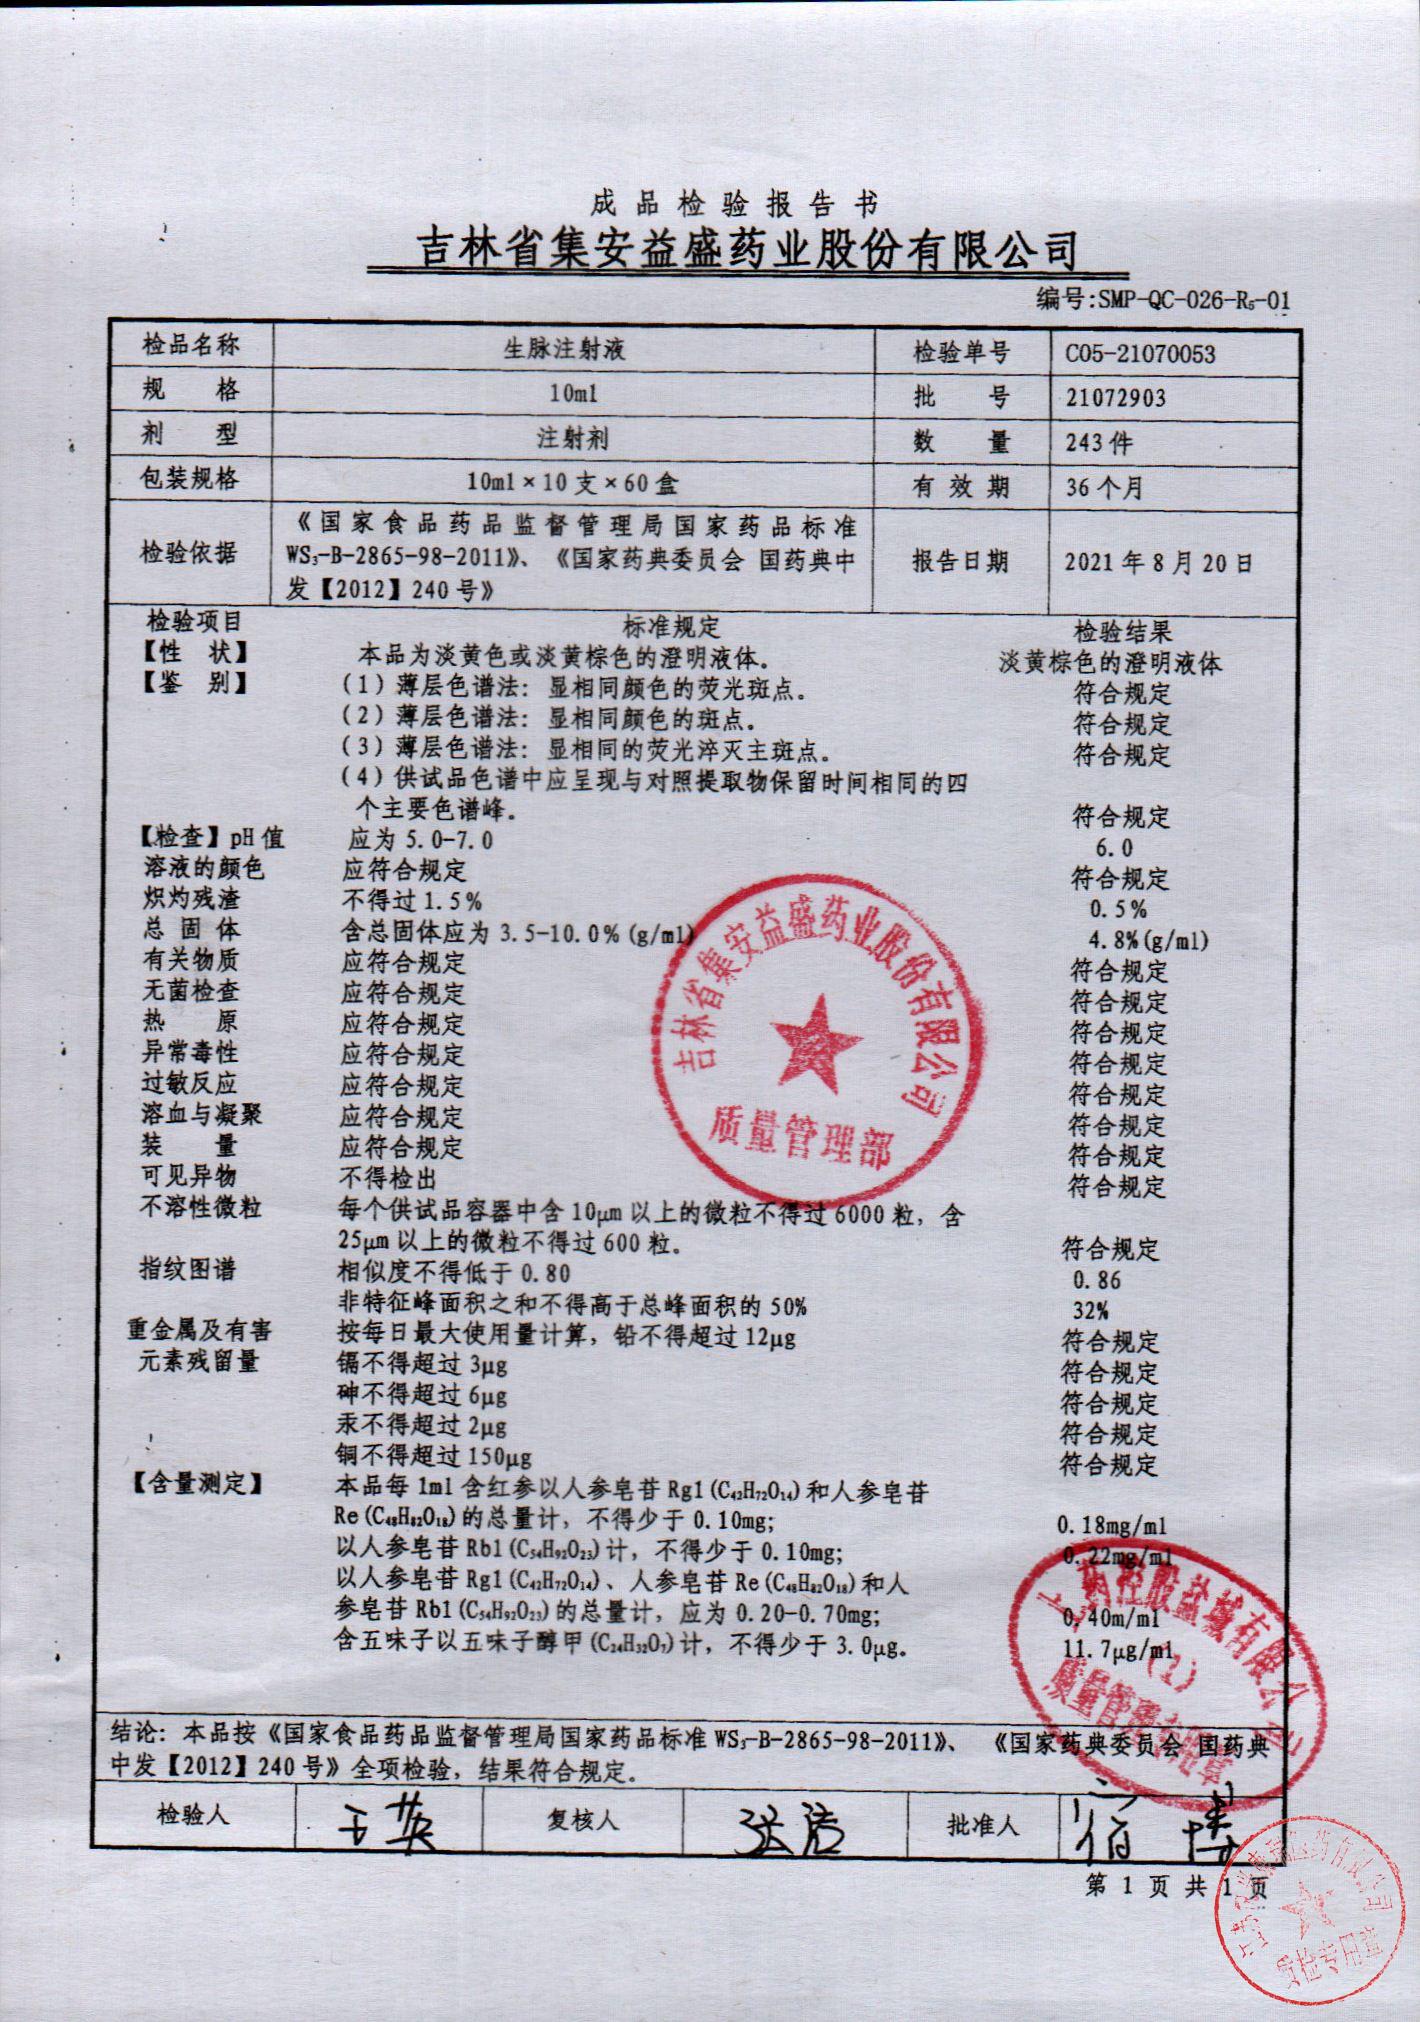 成品检验报告书
吉林省集安益盛药业股份有限公司
编号:SMP-QC-026-R₅-01
检品名称 生脉注射液 检验单号 C05-21070053
规 格 10ml 批 号 21072903
剂 型 注射剂 数 量 243件
包装规格 10ml×10支×60盒 有效期 36个月
检验依据 《国家食品药品监督管理局国家药品标准
WS₃-B-2865-98-2011》、《国家药典委员会 国药典中
发【2012】240号》 报告日期 2021年8月20日
检验项目 标准规定 检验结果
【性 状】 本品为淡黄色或淡黄棕色的澄明液体。 淡黄棕色的澄明液体
【鉴 别】 (1)薄层色谱法：显相同颜色的荧光斑点。 符合规定
(2)薄层色谱法：显相同颜色的斑点。 符合规定
(3)薄层色谱法：显相同的荧光淬灭主斑点。 符合规定
(4)供试品色谱中应呈现与对照提取物保留时间相同的四
个主要色谱峰。 符合规定
【检查】pH值 应为5.0-7.0 6.0
溶液的颜色 应符合规定 符合规定
炽灼残渣 不得过1.5% 0.5%
总固体 含总固体应为3.5-10.0%(g/ml) 4.8%(g/ml)
有关物质 应符合规定 符合规定
无菌检查 应符合规定 符合规定
热 原 应符合规定 符合规定
异常毒性 应符合规定 符合规定
过敏反应 应符合规定 符合规定
溶血与凝聚 应符合规定 符合规定
装 量 应符合规定 符合规定
可见异物 不得检出 符合规定
不溶性微粒 每个供试品容器中含10μm以上的微粒不得过6000粒，含
25μm以上的微粒不得过600粒。 符合规定
指纹图谱 相似度不得低于0.80 0.86
非特征峰面积之和不得高于总峰面积的50% 32%
重金属及有害 按每日最大使用量计算，铅不得超过12μg 符合规定
元素残留量 镉不得超过3μg 符合规定
砷不得超过6μg 符合规定
汞不得超过2μg 符合规定
铜不得超过150μg 符合规定
【含量测定】 本品每1ml含红参以人参皂苷Rg1(C₄₂H₇₂O₁₄)和人参皂苷
Re(C₄₈H₈₂O₁₈)的总量计，不得少于0.10mg; 0.18mg/ml
以人参皂苷Rb1(C₅₄H₉₂O₂₃)计，不得少于0.10mg; 0.22mg/ml
以人参皂苷Rg1(C₄₂H₇₂O₁₄)、人参皂苷Re(C₄₈H₈₂O₁₈)和人
参皂苷Rb1(C₅₄H₉₂O₂₃)的总量计，应为0.20-0.70mg; 0.40m/ml
含五味子以五味子醇甲(C₂₄H₃₂O₇)计，不得少于3.0μg。 11.7μg/ml
吉林省集安益盛药业股份有限公司
质量管理部
控股盐城有限公司
(1)
质量管
结论：本品按《国家食品药品监督管理局国家药品标准WS₃-B-2865-98-2011》、《国家药典委员会 国药典
中发【2012】240号》全项检验，结果符合规定。
检验人 王英 复核人 张洁 批准人
第 1 页 共 1 页
医药有限公司
质检专用章